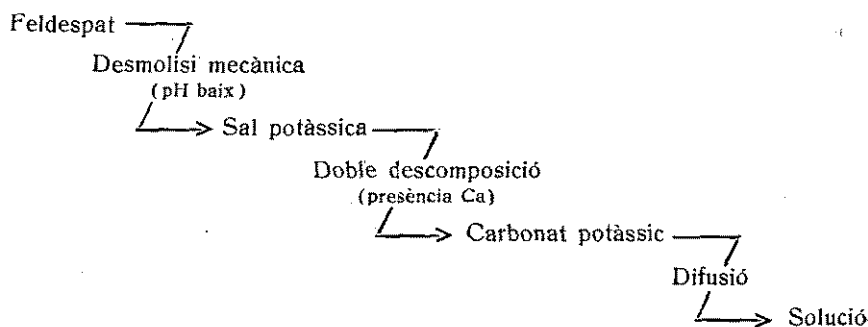 Feldespat
Desmolisi mecànica
(pH baix)
Sal potàssica
Doble descomposició
(presència Ca)
Carbonat potàssic
Difusió
Solució